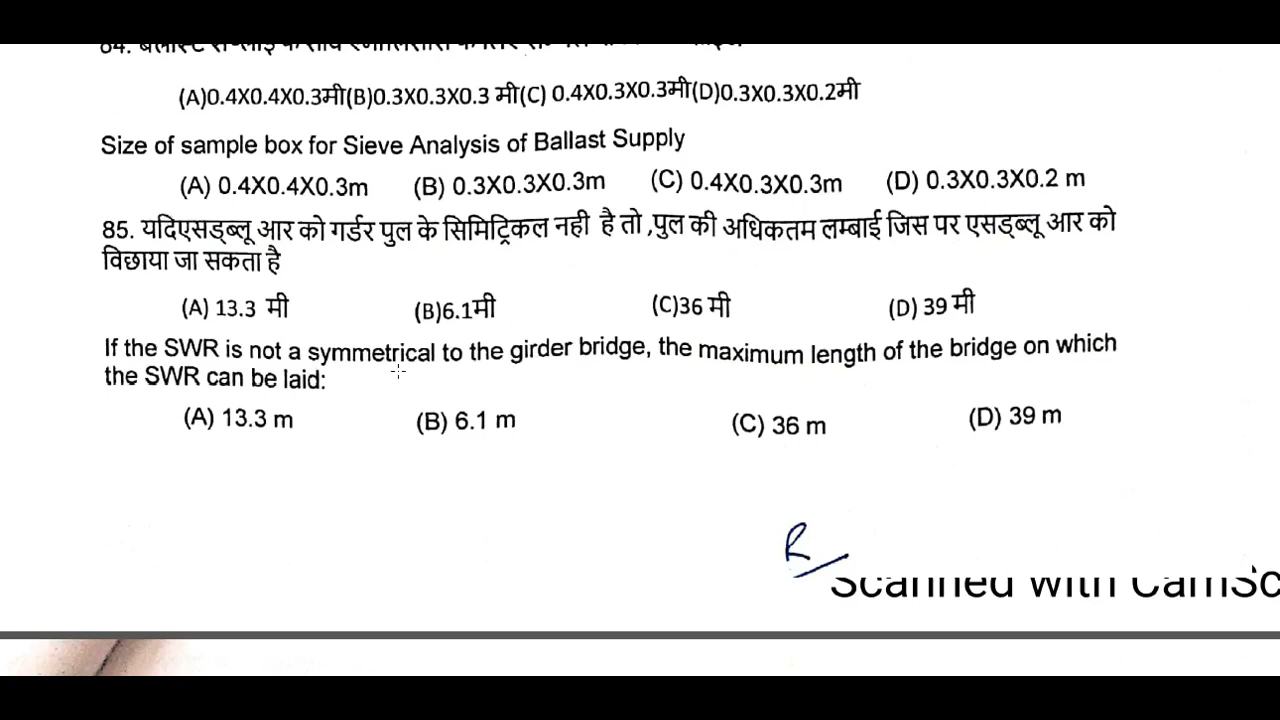 (A)0.4X0.4X0.3मी(B)0.3X0.3X0.3 मी(C) 0.4X0.3X0.3मी(D)0.3X0.3X0.2मी
Size of sample box for Sieve Analysis of Ballast Supply
(A) 0.4X0.4X0.3m (B) 0.3X0.3X0.3m (C) 0.4X0.3X0.3m (D) 0.3X0.3X0.2 m
85. यदिएसड्ब्लू आर को गर्डर पुल के सिमिट्रिकल नही है तो ,पुल की अधिकतम लम्बाई जिस पर एसड्ब्लू आर को
विछाया जा सकता है
(A) 13.3 मी (B)6.1मी (C)36 मी (D) 39 मी
If the SWR is not a symmetrical to the girder bridge, the maximum length of the bridge on which
the SWR can be laid:
(A) 13.3 m (B) 6.1 m (C) 36 m (D) 39 m
R
Scanned with CamSc